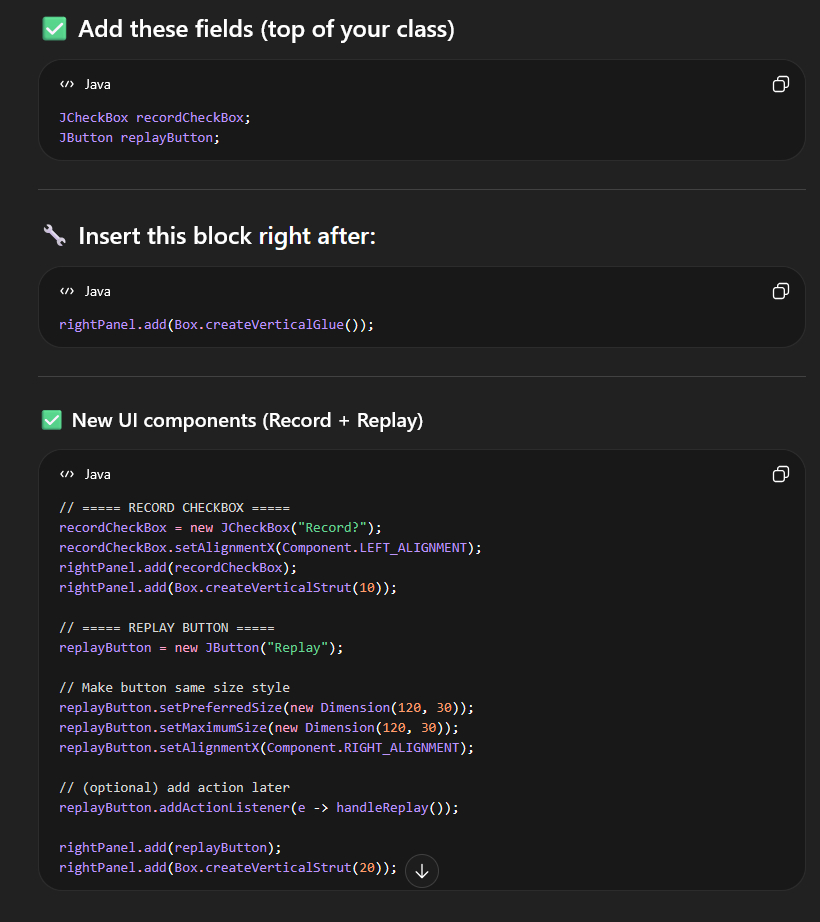 ✅ Add these fields (top of your class)
</> Java
JCheckBox recordCheckBox;
JButton replayButton;
🔧 Insert this block right after:
</> Java
rightPanel.add(Box.createVerticalGlue());
✅ New UI components (Record + Replay)
</> Java
// ===== RECORD CHECKBOX =====
recordCheckBox = new JCheckBox("Record?");
recordCheckBox.setAlignmentX(Component.LEFT_ALIGNMENT);
rightPanel.add(recordCheckBox);
rightPanel.add(Box.createVerticalStrut(10));
// ===== REPLAY BUTTON =====
replayButton = new JButton("Replay");
// Make button same size style
replayButton.setPreferredSize(new Dimension(120, 30));
replayButton.setMaximumSize(new Dimension(120, 30));
replayButton.setAlignmentX(Component.RIGHT_ALIGNMENT);
// (optional) add action later
replayButton.addActionListener(e -> handleReplay());
rightPanel.add(replayButton);
rightPanel.add(Box.createVerticalStrut(20));